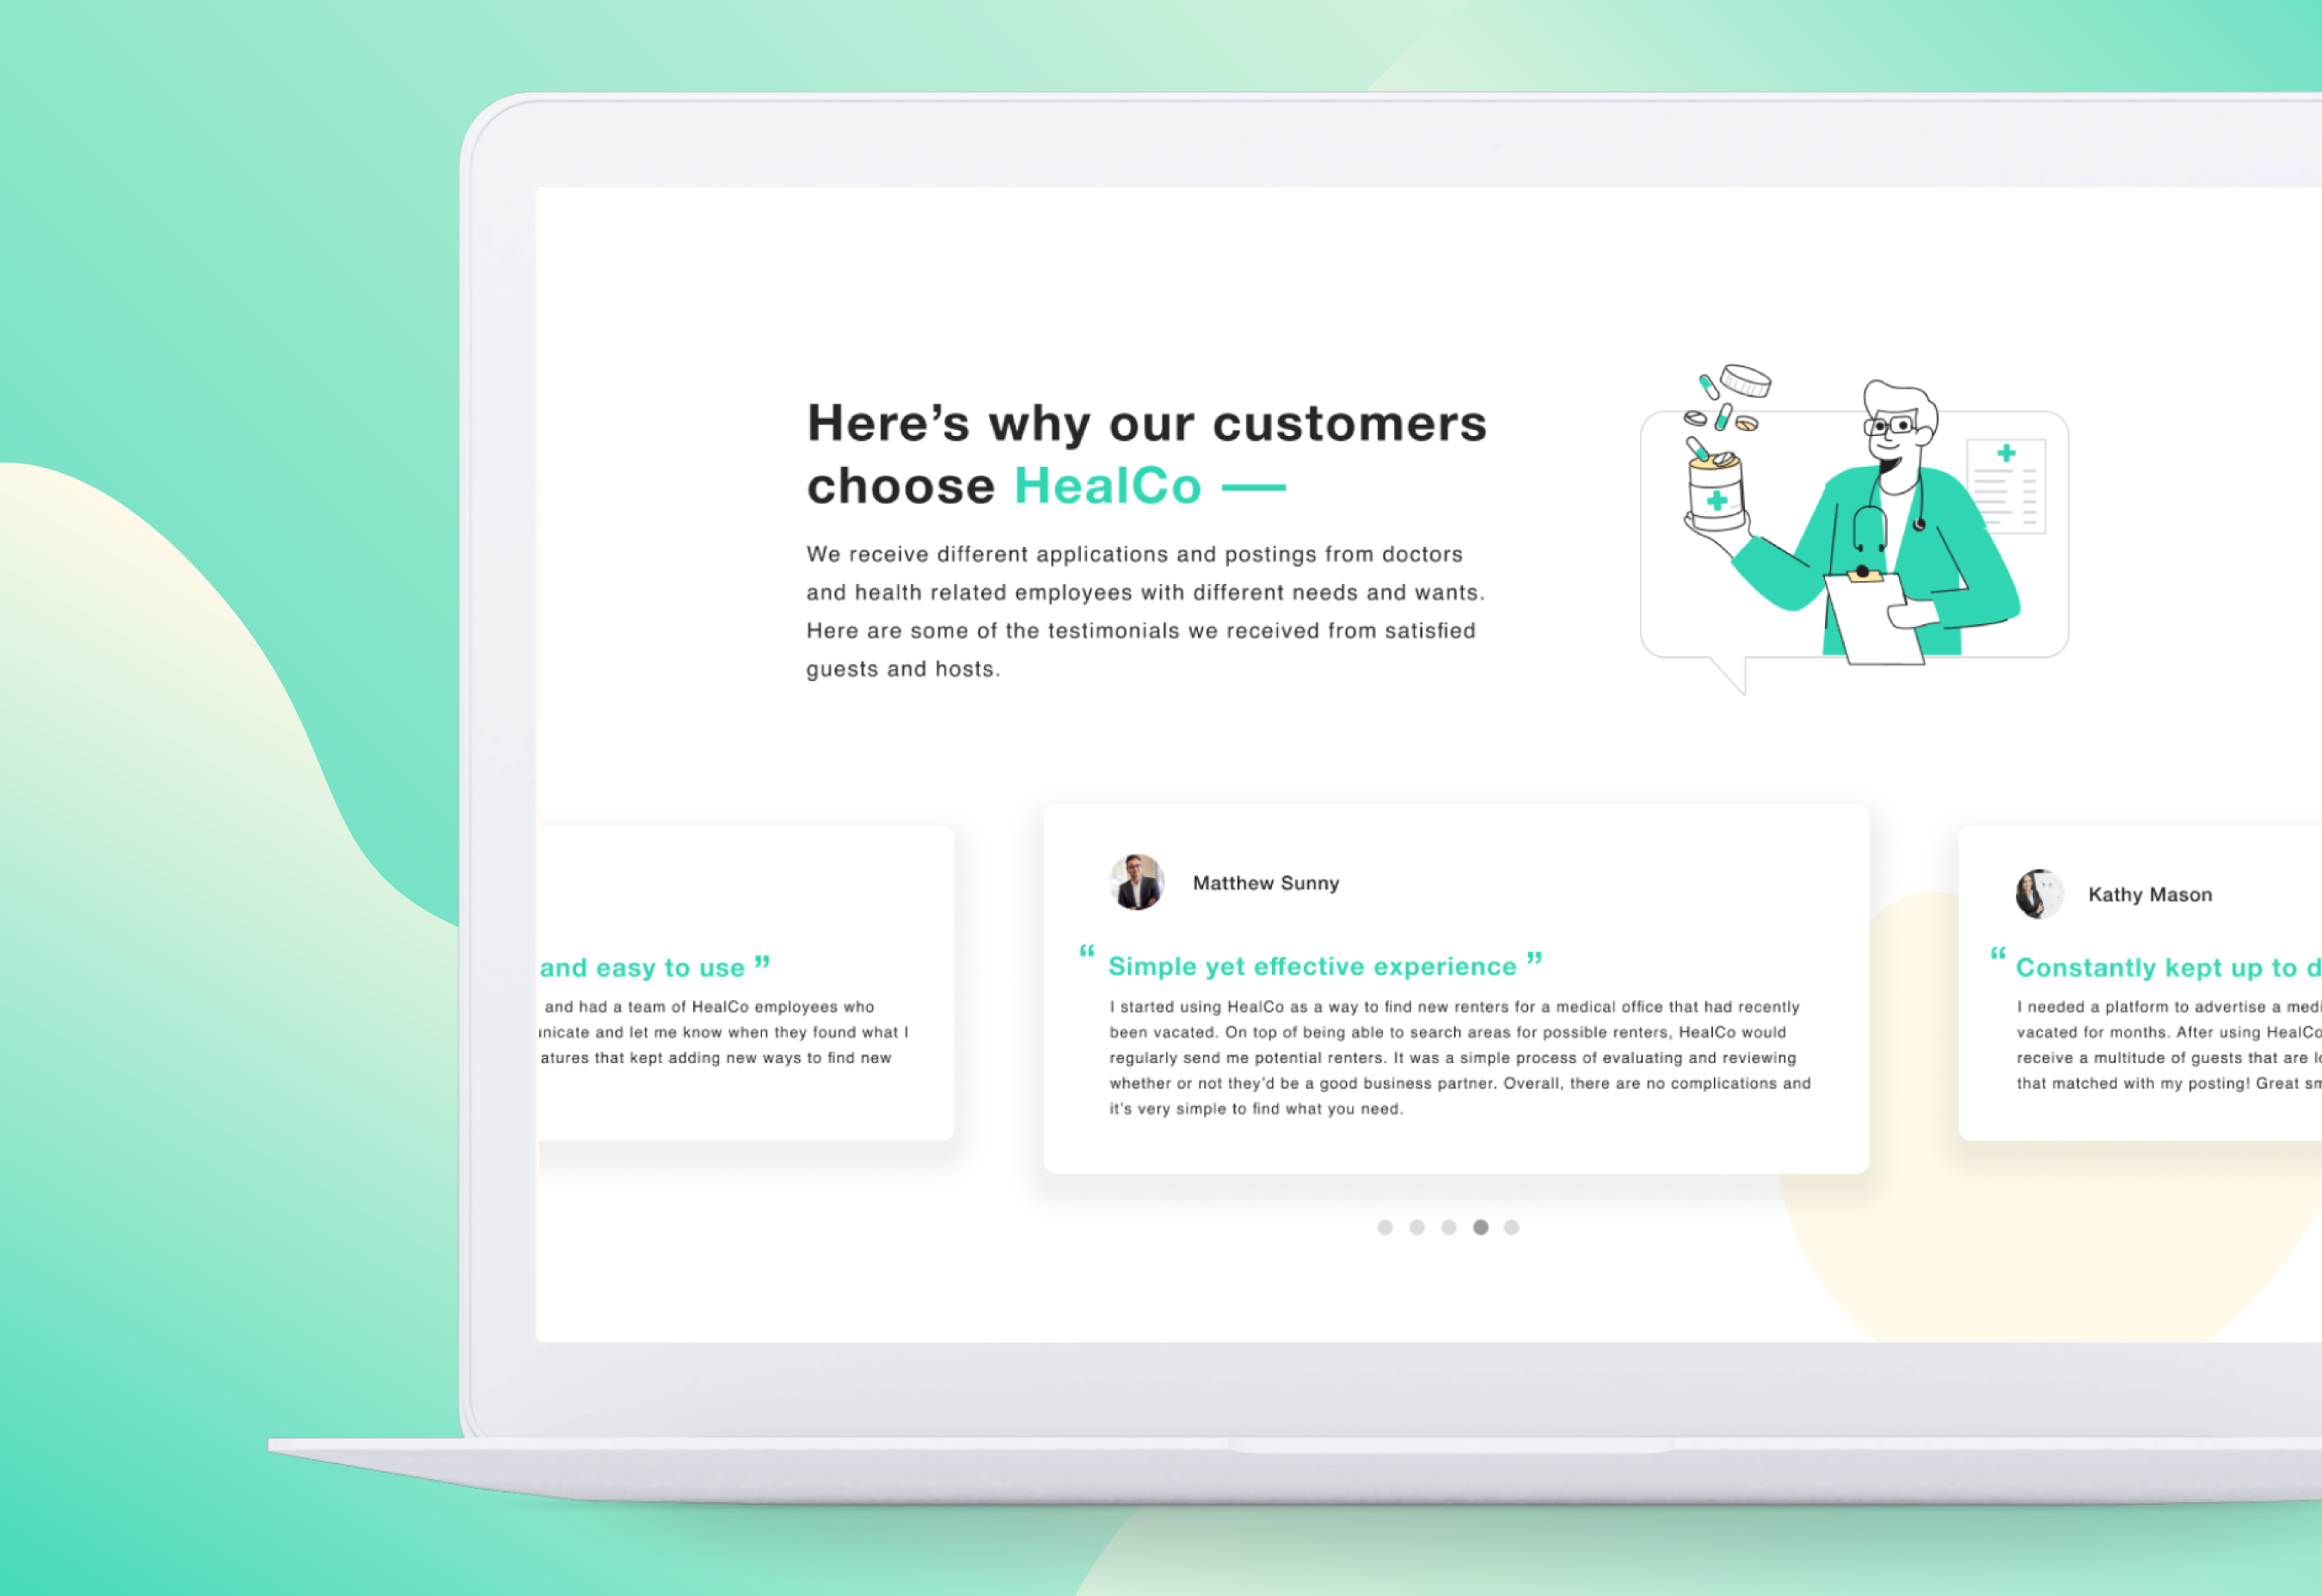 Here’s why our customers
choose HealCo —
We receive different applications and postings from doctors
and health related employees with different needs and wants.
Here are some of the testimonials we received from satisfied
guests and hosts.
and easy to use ”
and had a team of HealCo employees who
and let me know when they found what I
that kept adding new ways to find new
Matthew Sunny
“ Simple yet effective experience ”
I started using HealCo as a way to find new renters for a medical office that had recently
been vacated. On top of being able to search areas for possible renters, HealCo would
regularly send me potential renters. It was a simple process of evaluating and reviewing
whether or not they’d be a good business partner. Overall, there are no complications and
it’s very simple to find what you need.
Kathy Mason
“ Constantly kept up to
I needed a platform to advertise a
vacated for months. After using HealCo
receive a multitude of guests that are
that matched with my posting! Great